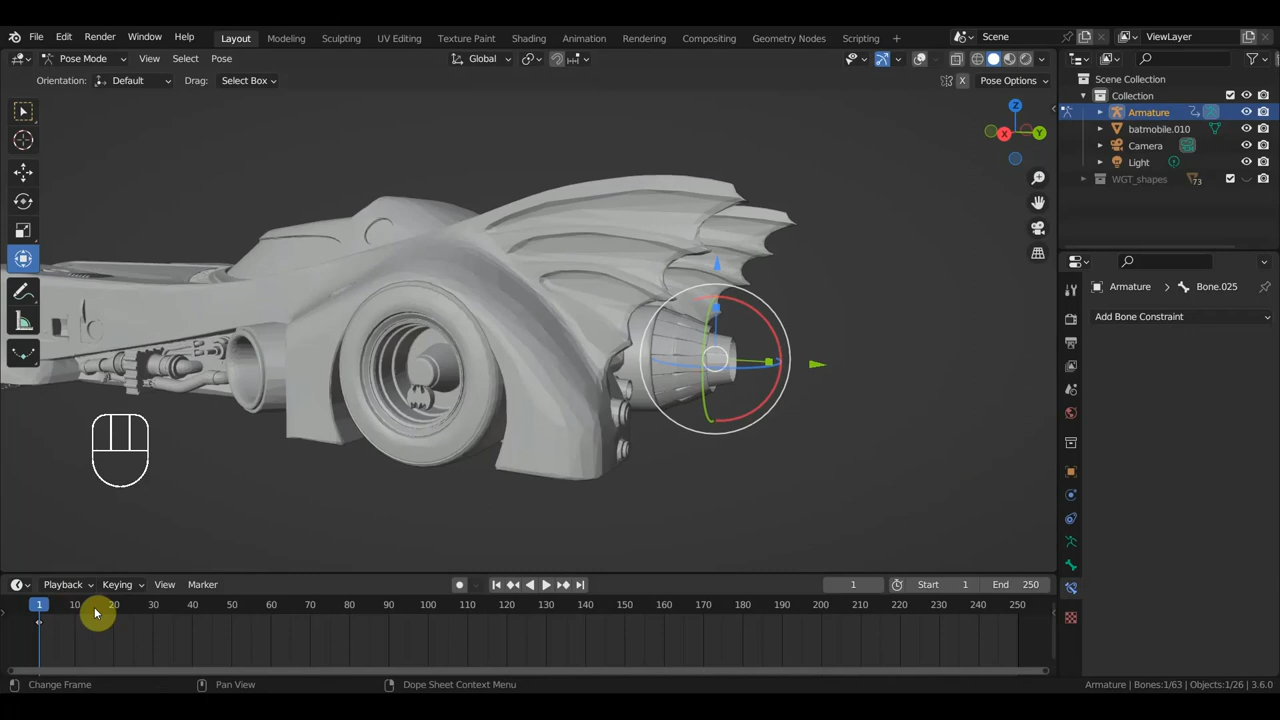 File Edit Render Window Help Layout Modeling Sculpting UV Editing Texture Paint Shading Animation Rendering Compositing Geometry Nodes Scripting + Scene ViewLayer
Pose Mode View Select Pose Global Scene Collection
Orientation: Default Drag: Select Box X Pose Options Collection
Armature
batmobile.010
Camera
Light
WGT_shapes 73
Z
X Y
Armature > Bone.025
Add Bone Constraint
Playback Keying View Marker 1 Start 1 End 250
1 10 20 30 40 50 60 70 80 90 100 110 120 130 140 150 160 170 180 190 200 210 220 230 240 250
Change Frame Pan View Dope Sheet Context Menu Armature | Bones:1/63 | Objects:1/26 | 3.6.0